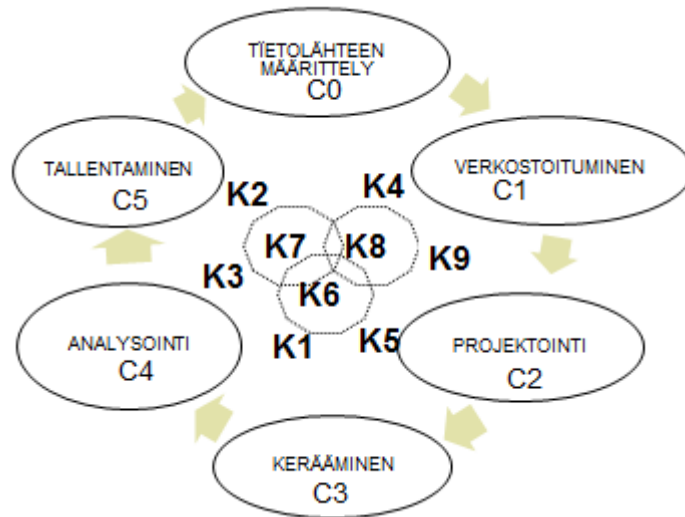 TÏETOLÄHTEEN
MÄÄRITTELY
C0
TALLENTAMINEN
C5
VERKOSTOITUMINEN
C1
K2
K4
K7
K8
K9
K3
K6
K1
K5
ANALYSOINTI
C4
PROJEKTOINTI
C2
KERÄÄMINEN
C3